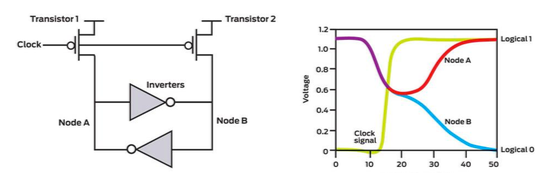 Transistor 1
Transistor 2
Clock
Inverters
Node A
Node B
Voltage
1.2
1.0
0.8
0.6
0.4
0.2
0
Logical 1
Node A
Node B
Clock
signal
Logical 0
0 10 20 30 40 50